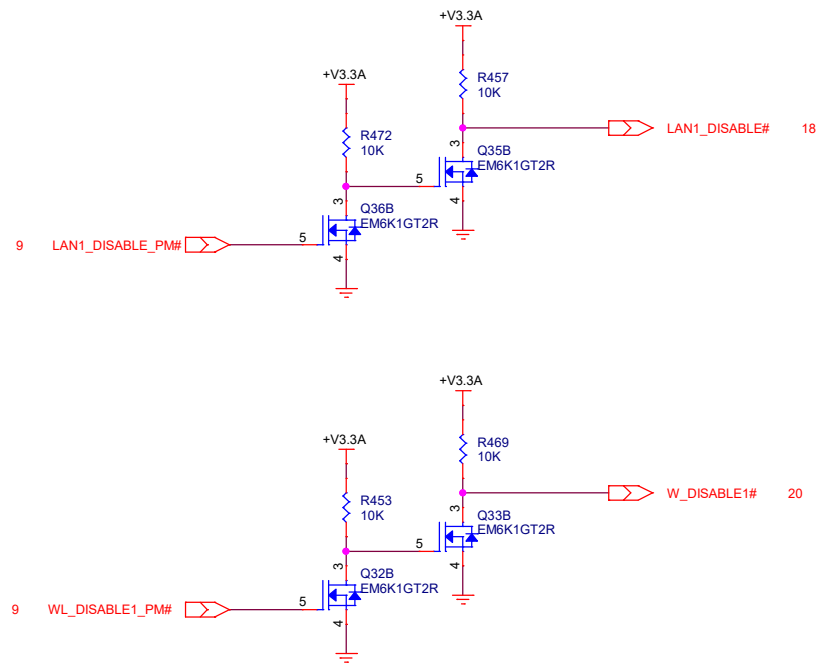 +V3.3A
R457
10K
+V3.3A
R472
10K
LAN1_DISABLE# 18
3
Q35B
EM6K1GT2R
5
4
3
Q36B
EM6K1GT2R
5
4
9 LAN1_DISABLE_PM#
+V3.3A
R469
10K
+V3.3A
R453
10K
W_DISABLE1# 20
3
Q33B
EM6K1GT2R
5
4
3
Q32B
EM6K1GT2R
5
4
9 WL_DISABLE1_PM#